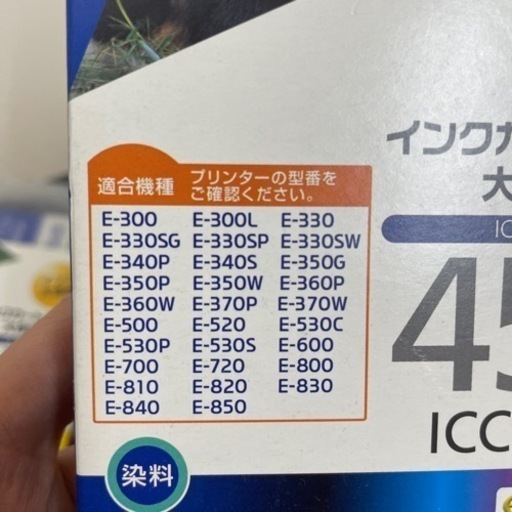 インクカ
大
IC
適合機種
プリンターの型番を
ご確認ください。
E-300 E-300L E-330
E-330SG E-330SP E-330SW
E-340P E-340S E-350G
E-350P E-350W E-360P
E-360W E-370P E-370W
E-500 E-520 E-530C
E-530P E-530S E-600
E-700 E-720 E-800
E-810 E-820 E-830
E-840 E-850
45
ICC
染料